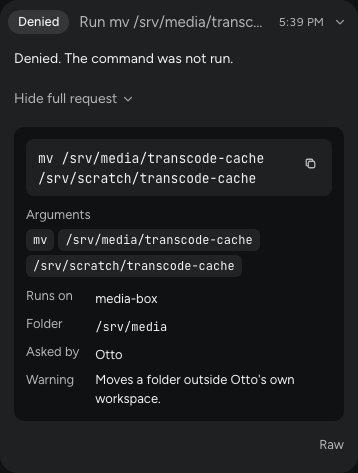 Denied Run mv /srv/media/transc... 5:39 PM
Denied. The command was not run.
Hide full request
mv /srv/media/transcode-cache
/srv/scratch/transcode-cache
Arguments
mv /srv/media/transcode-cache
/srv/scratch/transcode-cache
Runs on media-box
Folder /srv/media
Asked by Otto
Warning Moves a folder outside Otto's own
workspace.
Raw